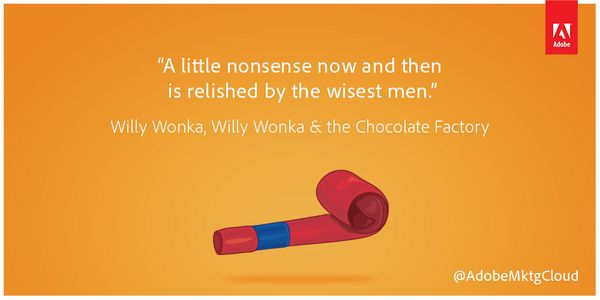 Adobe
“A little nonsense now and then
is relished by the wisest men.”
Willy Wonka, Willy Wonka & the Chocolate Factory
@AdobeMktgCloud